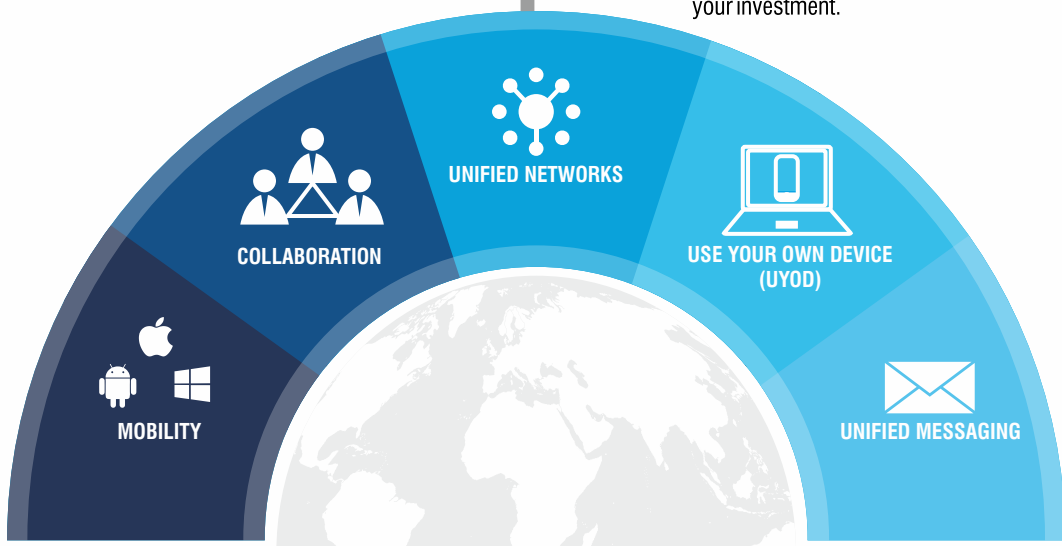 your investment.
UNIFIED NETWORKS
COLLABORATION
USE YOUR OWN DEVICE
(UYOD)
MOBILITY
UNIFIED MESSAGING